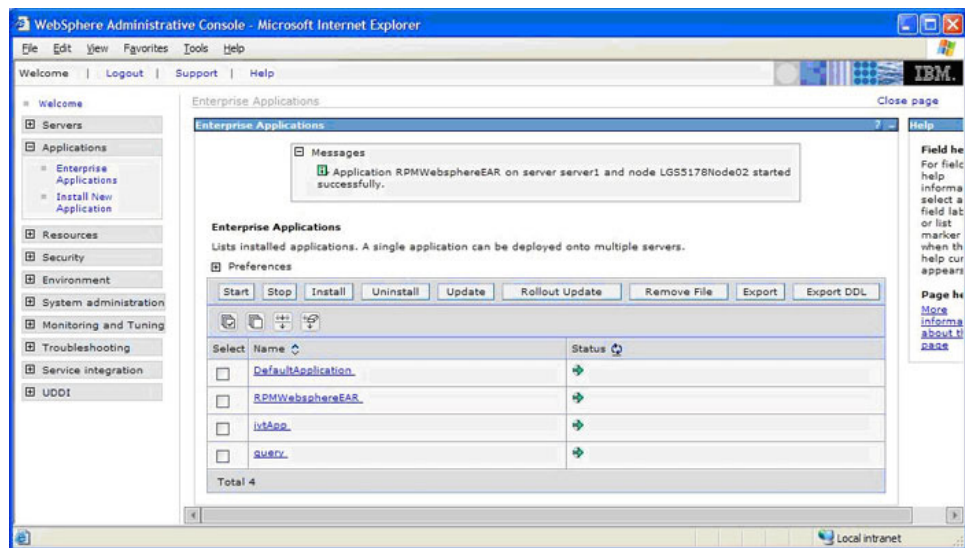 WebSphere Administrative Console - Microsoft Internet Explorer
File Edit View Favorites Tools Help
Welcome | Logout | Support | Help
IBM.
Welcome
Servers
Applications
Enterprise
Applications
Install New
Application
Resources
Security
Environment
System administration
Monitoring and Tuning
Troubleshooting
Service integration
UDDI
Enterprise Applications
Close page
Enterprise Applications
Messages
Application RPMWebsphereEAR on server server1 and node LGS5178Node02 started
successfully.
Enterprise Applications
Lists installed applications. A single application can be deployed onto multiple servers.
Preferences
Start Stop Install Uninstall Update Rollout Update Remove File Export Export DDL
Select Name Status
DefaultApplication
RPMWebsphereEAR
ivtApp
query
Total 4
Help
Field he
For fielc
help
informa
select a
field lab
or list
marker
when th
help cur
appears
Page he
More
informa
about th
page
Local intranet